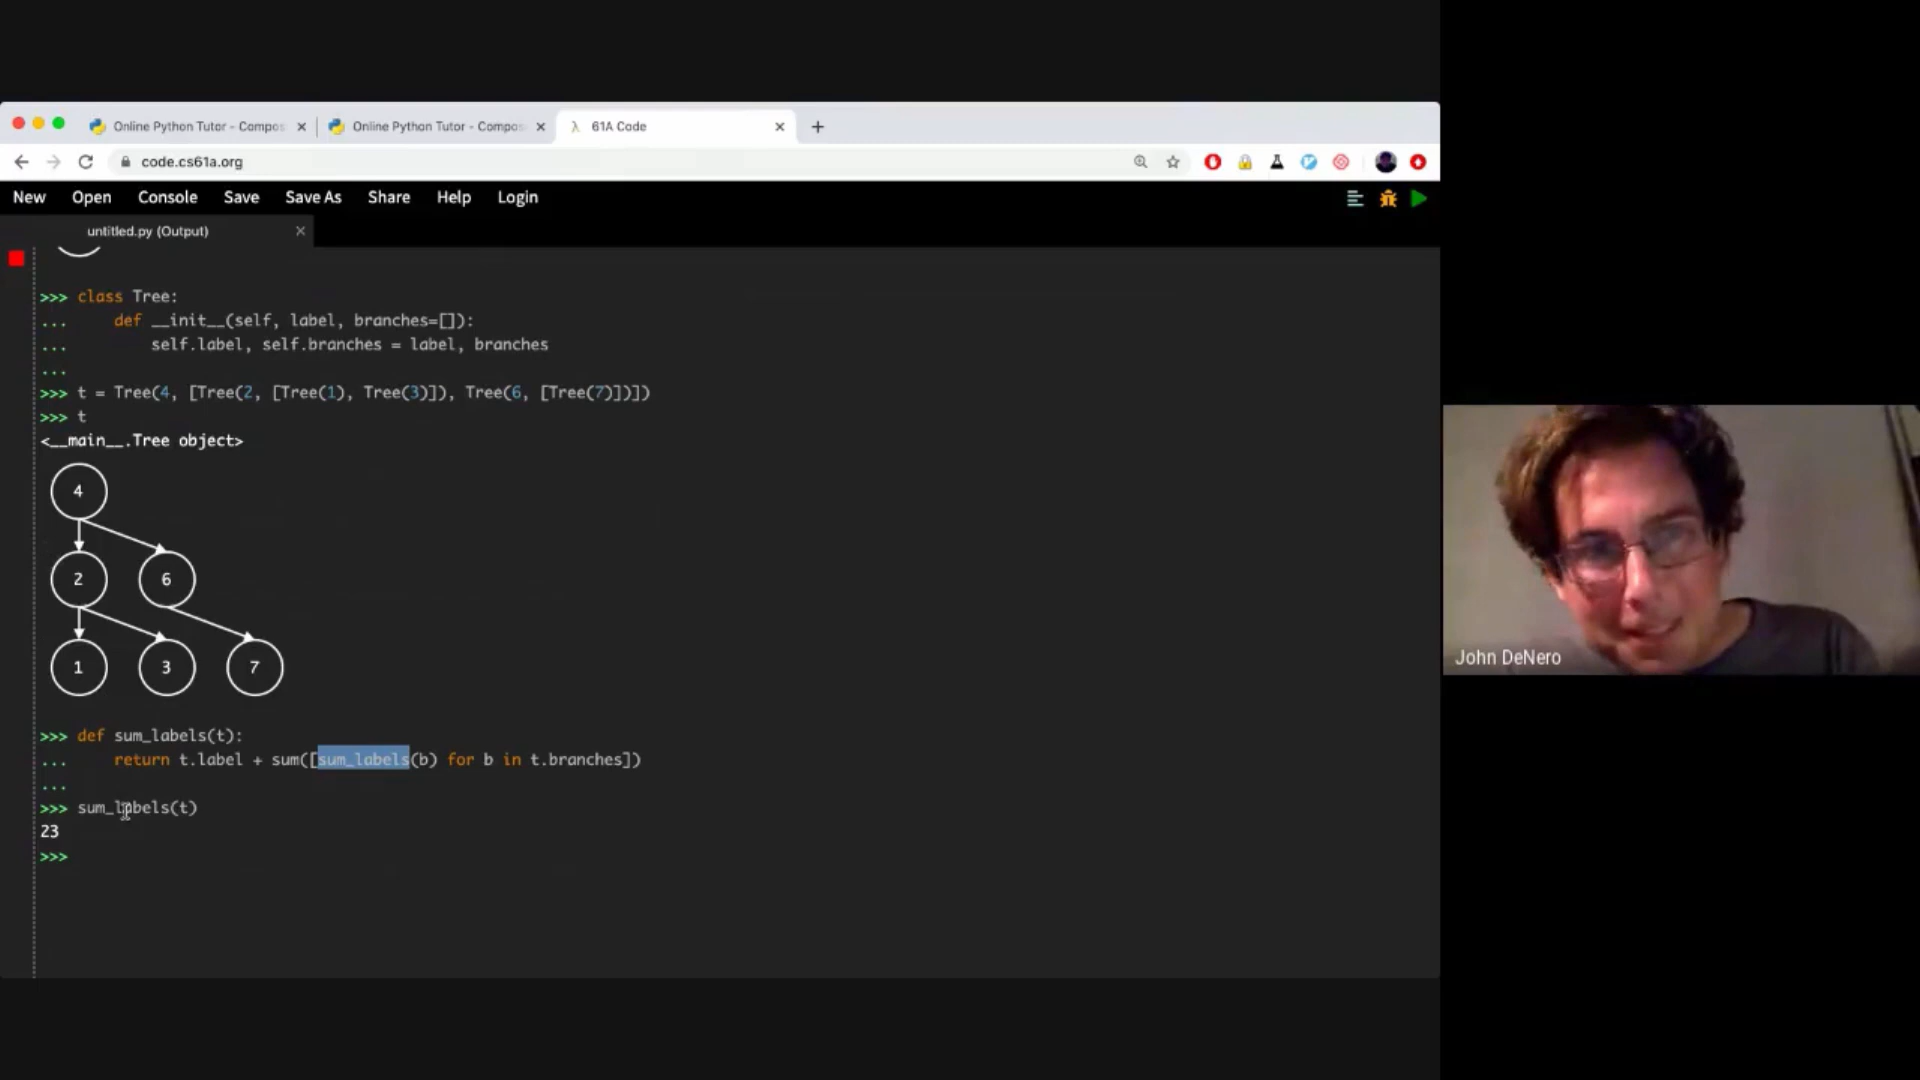 Online Python Tutor - Compos
Online Python Tutor - Compos
λ 61A Code
code.cs61a.org
New Open Console Save Save As Share Help Login
untitled.py (Output)
>>> class Tree:
... def __init__(self, label, branches=[]):
... self.label, self.branches = label, branches
...
>>> t = Tree(4, [Tree(2, [Tree(1), Tree(3)]), Tree(6, [Tree(7)])])
>>> t
<__main__.Tree object>
4
2 6
1 3 7
>>> def sum_labels(t):
... return t.label + sum([sum_labels(b) for b in t.branches])
...
>>> sum_labels(t)
23
>>>
John DeNero